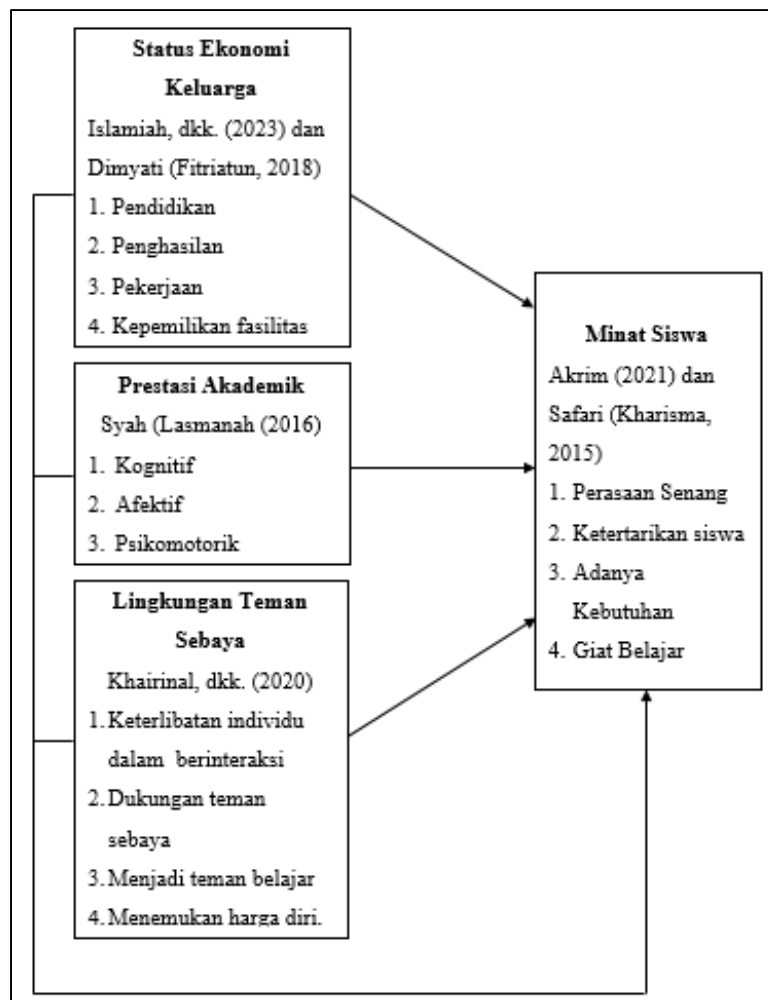 Status Ekonomi
Keluarga
Islamiah, dkk. (2023) dan
Dimyati (Fitriatun, 2018)
1. Pendidikan
2. Penghasilan
3. Pekerjaan
4. Kepemilikan fasilitas
Prestasi Akademik
Syah (Lasmanah (2016)
1. Kognitif
2. Afektif
3. Psikomotorik
Lingkungan Teman
Sebaya
Khairinal, dkk. (2020)
1. Keterlibatan individu
dalam berinteraksi
2. Dukungan teman
sebaya
3. Menjadi teman belajar
4. Menemukan harga diri.
Minat Siswa
Akrim (2021) dan
Safari (Kharisma,
2015)
1. Perasaan Senang
2. Ketertarikan siswa
3. Adanya
Kebutuhan
4. Giat Belajar